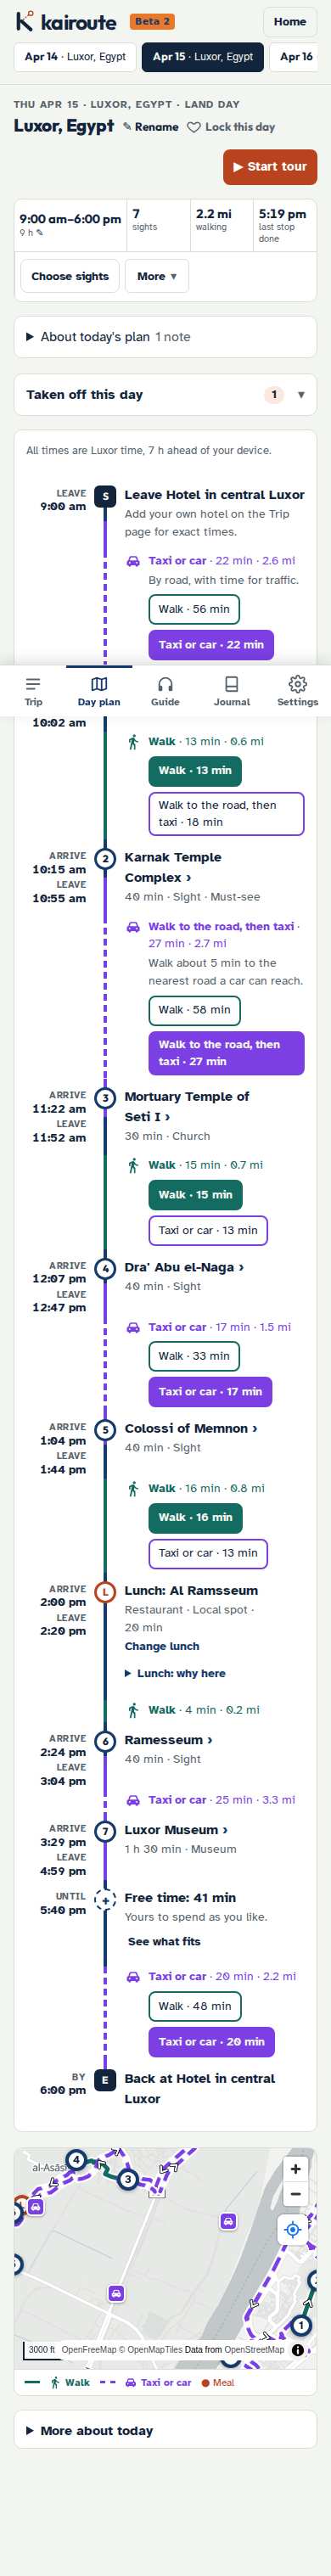 kairoute Beta 2 Home
Apr 14 · Luxor, Egypt Apr 15 · Luxor, Egypt Apr 16
THU APR 15 · LUXOR, EGYPT · LAND DAY
Luxor, Egypt ✎ Rename ♡ Lock this day
▶ Start tour
9:00 am–6:00 pm
9 h ✎
7
sights
2.2 mi
walking
5:19 pm
last stop
done
Choose sights More ▼
▶ About today's plan 1 note
Taken off this day 1 ▼
All times are Luxor time, 7 h ahead of your device.
LEAVE
9:00 am
S
Leave Hotel in central Luxor
Add your own hotel on the Trip
page for exact times.
Taxi or car · 22 min · 2.6 mi
By road, with time for traffic.
Walk · 56 min
Taxi or car · 22 min
Trip Day plan Guide Journal Settings
10:02 am
Walk · 13 min · 0.6 mi
Walk · 13 min
Walk to the road, then
taxi · 18 min
ARRIVE
10:15 am
LEAVE
10:55 am
2
Karnak Temple
Complex ›
40 min · Sight · Must-see
Walk to the road, then taxi ·
27 min · 2.7 mi
Walk about 5 min to the
nearest road a car can reach.
Walk · 58 min
Walk to the road, then
taxi · 27 min
ARRIVE
11:22 am
LEAVE
11:52 am
3
Mortuary Temple of
Seti I ›
30 min · Church
Walk · 15 min · 0.7 mi
Walk · 15 min
Taxi or car · 13 min
ARRIVE
12:07 pm
LEAVE
12:47 pm
4
Dra' Abu el-Naga ›
40 min · Sight
Taxi or car · 17 min · 1.5 mi
Walk · 33 min
Taxi or car · 17 min
ARRIVE
1:04 pm
LEAVE
1:44 pm
5
Colossi of Memnon ›
40 min · Sight
Walk · 16 min · 0.8 mi
Walk · 16 min
Taxi or car · 13 min
ARRIVE
2:00 pm
LEAVE
2:20 pm
L
Lunch: Al Ramsseum
Restaurant · Local spot ·
20 min
Change lunch
▶ Lunch: why here
Walk · 4 min · 0.2 mi
ARRIVE
2:24 pm
LEAVE
3:04 pm
6
Ramesseum ›
40 min · Sight
Taxi or car · 25 min · 3.3 mi
ARRIVE
3:29 pm
LEAVE
4:59 pm
7
Luxor Museum ›
1 h 30 min · Museum
UNTIL
5:40 pm
+
Free time: 41 min
Yours to spend as you like.
See what fits
Taxi or car · 20 min · 2.2 mi
Walk · 48 min
Taxi or car · 20 min
BY
6:00 pm
E
Back at Hotel in central
Luxor
4
3
1
+
−
3000 ft OpenFreeMap © OpenMapTiles Data from OpenStreetMap
Walk Taxi or car Meal
▶ More about today